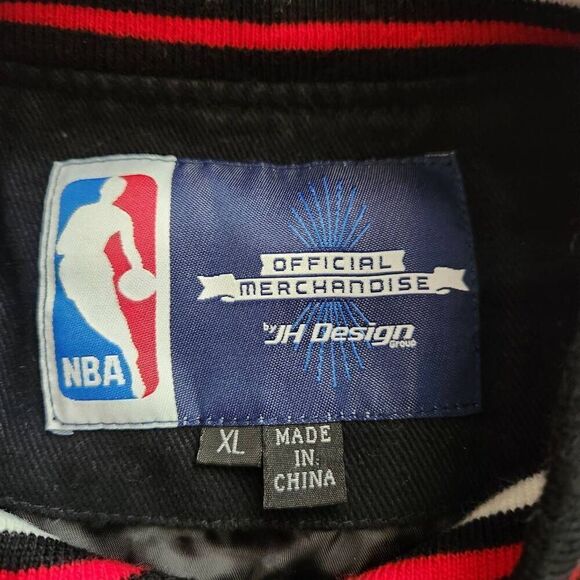 NBA
OFFICIAL
MERCHANDISE
by JH Design
Group
XL
MADE
IN
CHINA